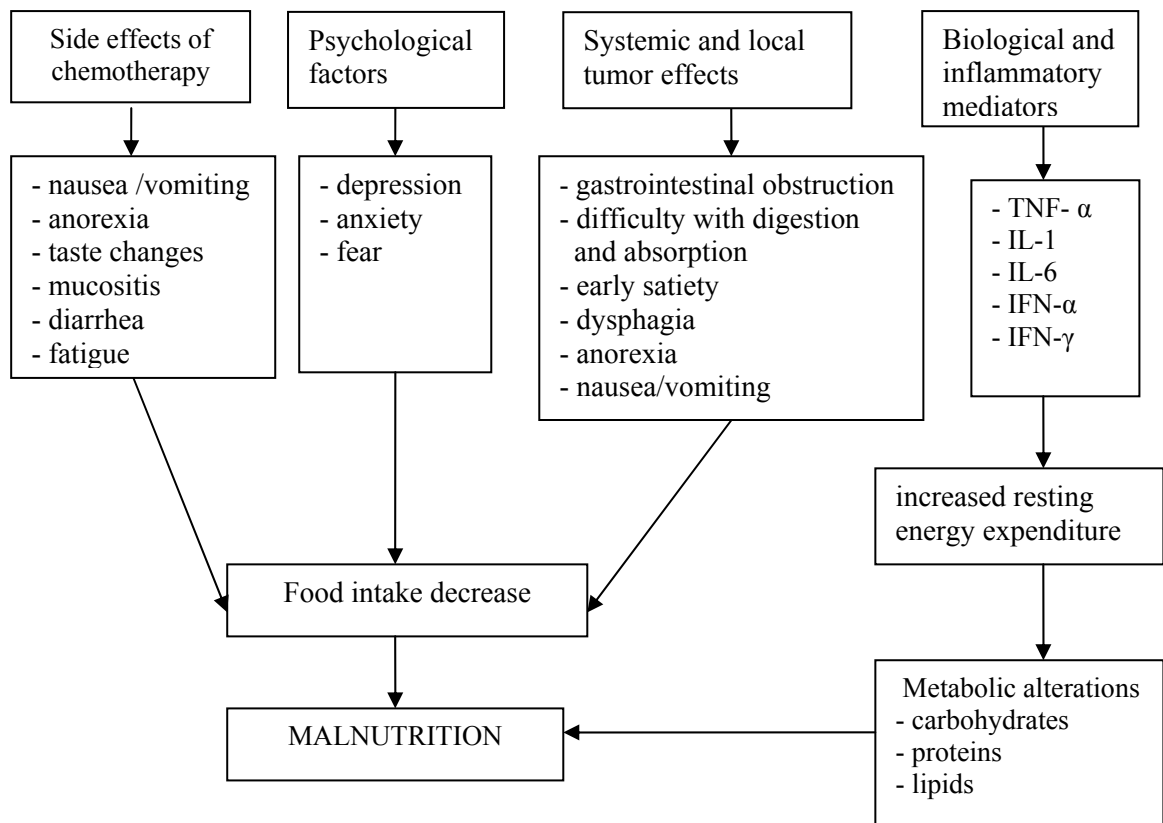 Side effects of
chemotherapy
Psychological
factors
Systemic and local
tumor effects
Biological and
inflammatory
mediators
- nausea /vomiting
- anorexia
- taste changes
- mucositis
- diarrhea
- fatigue
- depression
- anxiety
- fear
- gastrointestinal obstruction
- difficulty with digestion
and absorption
- early satiety
- dysphagia
- anorexia
- nausea/vomiting
- TNF- α
- IL-1
- IL-6
- IFN-α
- IFN-γ
increased resting
energy expenditure
Food intake decrease
Metabolic alterations
- carbohydrates
- proteins
- lipids
MALNUTRITION